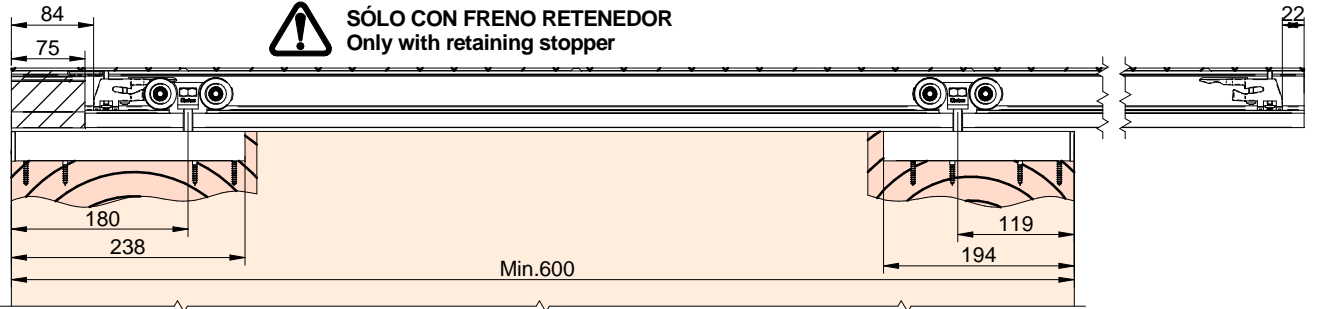 84
SÓLO CON FRENO RETENEDOR
22
75
Only with retaining stopper
180
119
238
194
Min.600